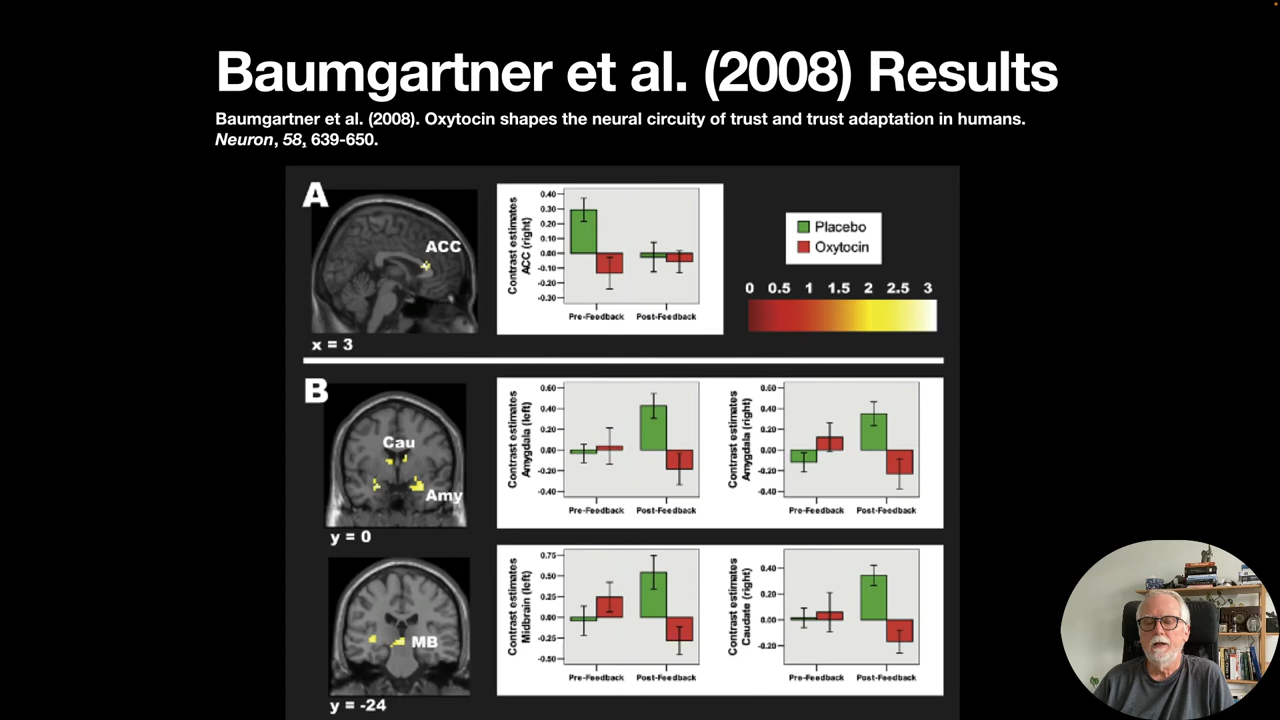 Baumgartner et al. (2008) Results
Baumgartner et al. (2008). Oxytocin shapes the neural circuity of trust and trust adaptation in humans.
Neuron, 58, 639-650.
A
ACC
x = 3
Contrast estimates
ACC (right)
0.40
0.30
0.20
0.10
0.00
-0.10
-0.20
-0.30
Pre-Feedback Post-Feedback
Placebo
Oxytocin
0 0.5 1 1.5 2 2.5 3
B
Cau
Amy
y = 0
Contrast estimates
Amygdala (left)
0.60
0.40
0.20
0.00
-0.20
-0.40
Pre-Feedback Post-Feedback
Contrast estimates
Amygdala (right)
0.60
0.40
0.20
0.00
-0.20
-0.40
Pre-Feedback Post-Feedback
MB
y = -24
Contrast estimates
Midbrain (left)
0.75
0.50
0.25
0.00
-0.25
-0.50
Pre-Feedback Post-Feedback
Contrast estimates
Caudate (right)
0.40
0.20
0.00
-0.20
Pre-Feedback Post-Feedback